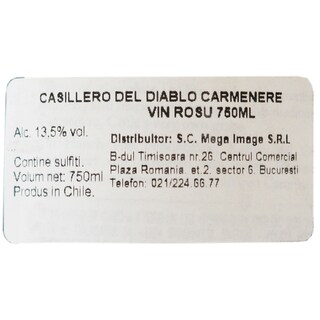 CASILLERO DEL DIABLO CARMENERE
VIN ROSU 750ML
Alc. 13,5% vol.
Distribuitor: S.C. Mega Image S.R.L
B-dul Timisoara nr.26, Centrul Comercial
Contine sulfiti.
Plaza Romania, et.2, sector 6, Bucuresti
Volum net: 750ml
Telefon: 021/224.66.77
Produs in Chile.